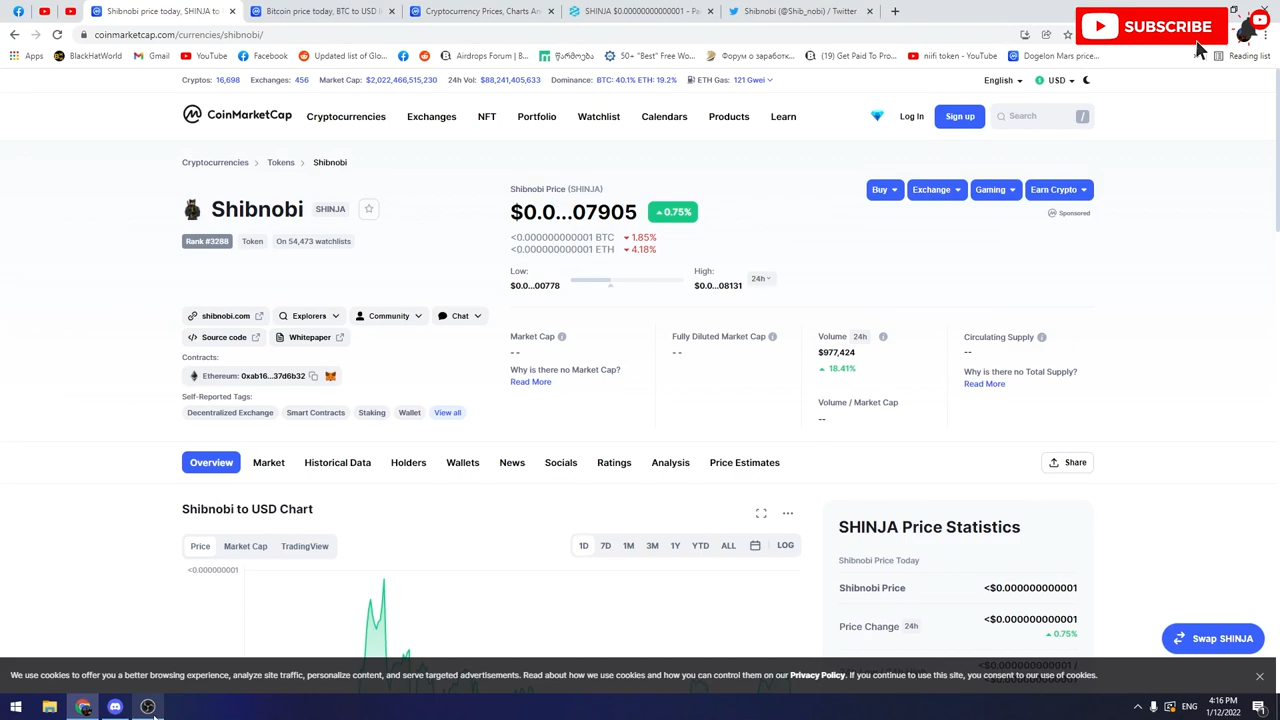 Shibnobi price today, S
Bitcoin price today, BTC to USD l
Cryptocurrency Prices, Charts An
SHINJA $0.0000000001 - P
Shibnobi (@Shib_nobi) / Twitter
SUBSCRIBE
coinmarketcap.com/currencies/shibnobi/
Apps
BlackHatWorld
Gmail
YouTube
Facebook
Updated list of Gio:
Airdrops Forum | B...
50+ "Best" Free Wo...
Форумы о заработк...
(19) Get Paid To Pro...
niifi token - YouTube
Dogelon Mars price...
Reading list
Cryptos: 16,698 Exchanges: 456 Market Cap: $2,022,466,515,230 24h Vol: $88,241,405,633 Dominance: BTC: 40.1% ETH: 19.2% ETH Gas: 121 Gwei
English USD
CoinMarketCap
Cryptocurrencies Exchanges NFT Portfolio Watchlist Calendars Products Learn
Log In Sign up Search /
Cryptocurrencies > Tokens > Shibnobi
Shibnobi SHINJA
Rank #3288 Token On 54,473 watchlists
Shibnobi Price (SHINJA)
$0.0...07905 0.75%
<0.000000000001 BTC 1.85%
<0.000000000001 ETH 4.18%
Low:
$0.0...00778
High:
$0.0...08131
24h
Buy Exchange Gaming Earn Crypto
Sponsored
shibnobi.com Explorers Community Chat
Source code Whitepaper
Contracts:
Ethereum: 0xab16...37d6b32
Self-Reported Tags:
Decentralized Exchange Smart Contracts Staking Wallet View all
Market Cap
--
Why is there no Market Cap?
Read More
Fully Diluted Market Cap
--
Volume 24h
$977,424
18.41%
Volume / Market Cap
--
Circulating Supply
--
Why is there no Total Supply?
Read More
Overview Market Historical Data Holders Wallets News Socials Ratings Analysis Price Estimates
Share
Shibnobi to USD Chart
Price Market Cap TradingView
1D 7D 1M 3M 1Y YTD ALL LOG
<0.000000001
SHINJA Price Statistics
Shibnobi Price Today
Shibnobi Price <$0.000000000001
Price Change 24h <$0.000000000001
0.75%
Swap SHINJA
We use cookies to offer you a better browsing experience, analyze site traffic, personalize content, and serve targeted advertisements. Read about how we use cookies and how you can control them on our Privacy Policy. If you continue to use this site, you consent to our use of cookies.
ENG
4:16 PM
1/12/2022